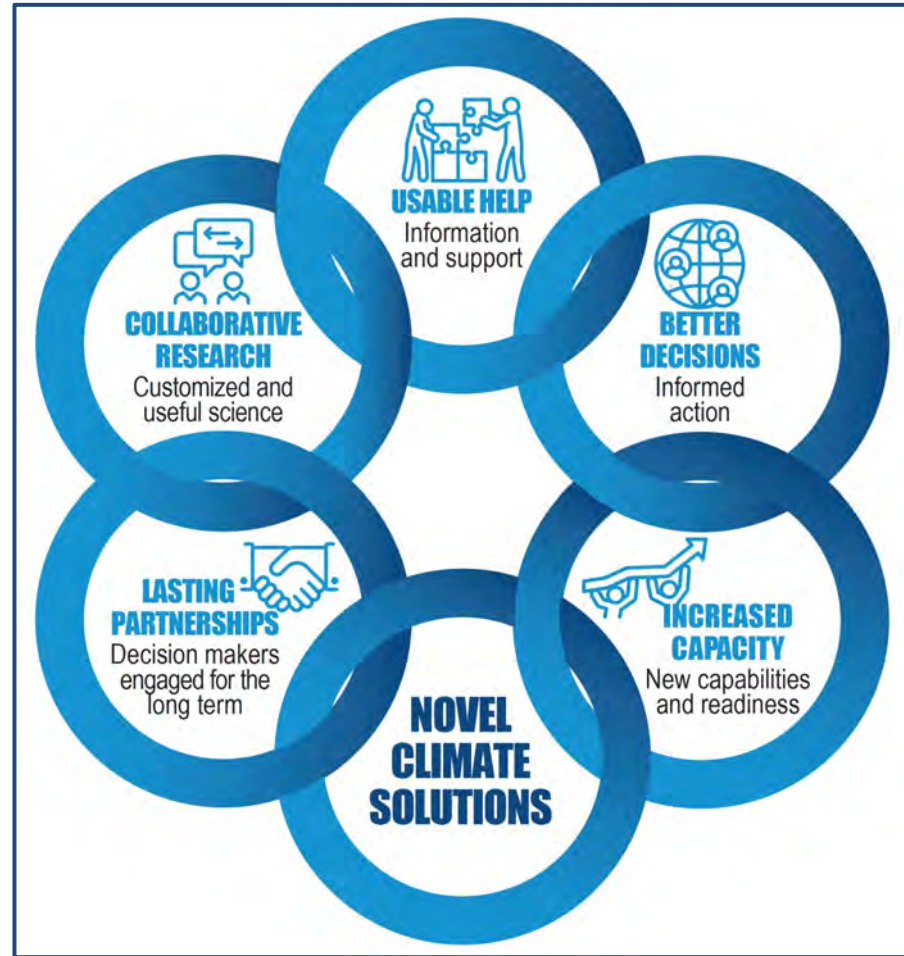 USABLE HELP
Information
and support
COLLABORATIVE
RESEARCH
Customized and
useful science
BETTER
DECISIONS
Informed
action
LASTING
PARTNERSHIPS
Decision makers
engaged for the
long term
INCREASED
CAPACITY
New capabilities
and readiness
NOVEL
CLIMATE
SOLUTIONS